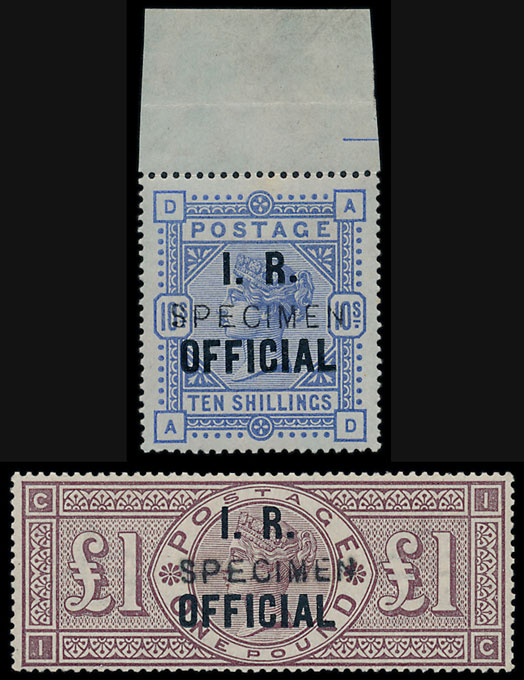 D A
POSTAGE
I. R.
10S SPECIMEN 10S
OFFICIAL
TEN SHILLINGS
A D
C POSTAGE I
I. R.
£1 SPECIMEN £1
OFFICIAL
I ONE POUND C